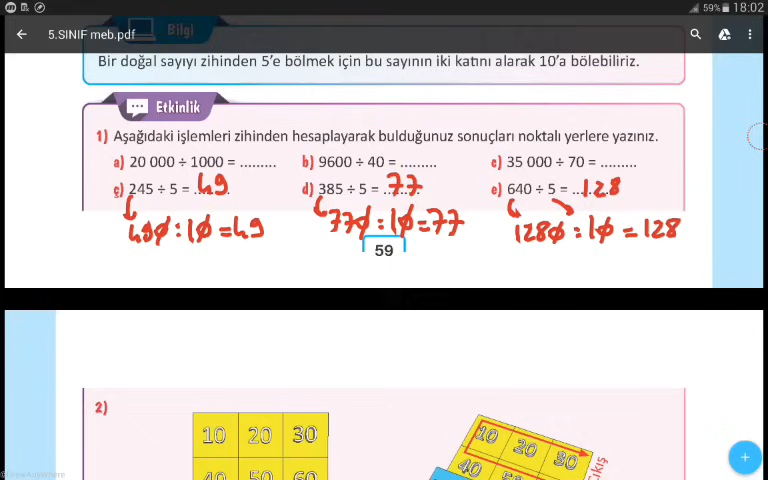 59% 18:02
5.SINIF meb.pdf
Bilgi
Bir doğal sayıyı zihinden 5'e bölmek için bu sayının iki katını alarak 10'a bölebiliriz.
Etkinlik
1) Aşağıdaki işlemleri zihinden hesaplayarak bulduğunuz sonuçları noktalı yerlere yazınız.
a) 20 000 ÷ 1000 = ......... b) 9600 ÷ 40 = ......... c) 35 000 ÷ 70 = .........
ç) 245 ÷ 5 = 49 d) 385 ÷ 5 = 77 e) 640 ÷ 5 = 128
490 : 10 = 49 770 : 10 = 77 1280 : 10 = 128
59
2)
10 20 30
40 50 60
10 20 30
40